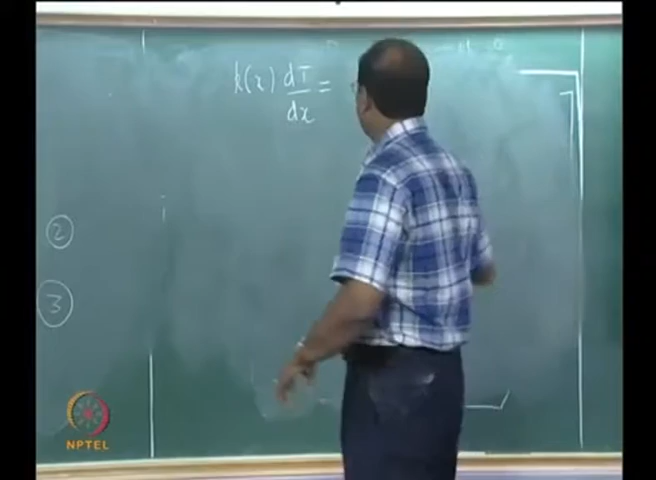 k(x) dT/dx =
2
3
NPTEL